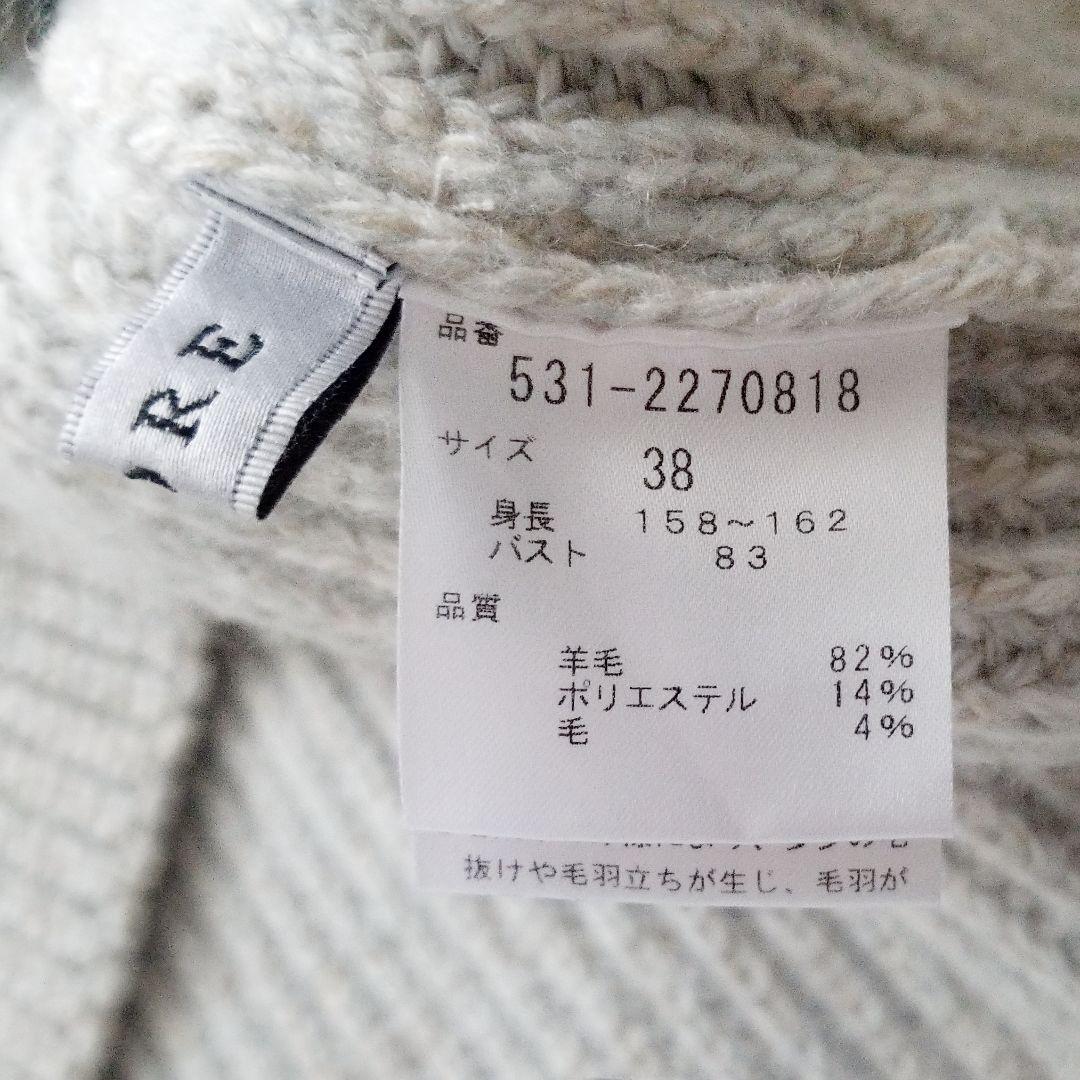 RE
品番
531-2270818
サイズ 38
身長 158～162
バスト 83
品質
羊毛 82%
ポリエステル 14%
毛 4%
抜けや毛羽立ちが生じ、毛羽が